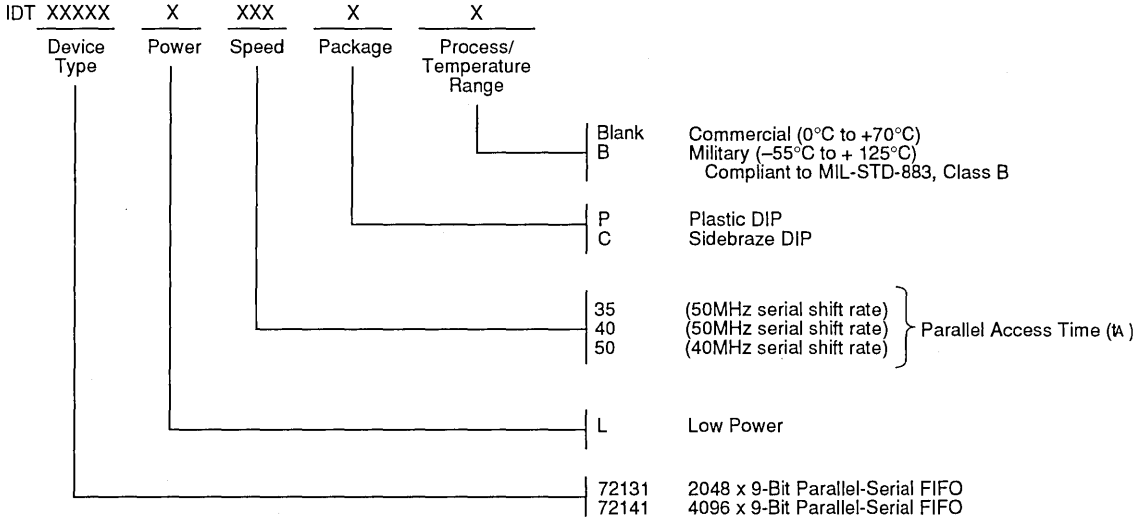 IDT XXXXX X XXX X X
Device Type Power Speed Package Process/ Temperature Range
Blank Commercial (0°C to +70°C)
B Military (–55°C to + 125°C)
Compliant to MIL-STD-883, Class B
P Plastic DIP
C Sidebraze DIP
35 (50MHz serial shift rate)
40 (50MHz serial shift rate)
50 (40MHz serial shift rate)
Parallel Access Time (tA)
L Low Power
72131 2048 x 9-Bit Parallel-Serial FIFO
72141 4096 x 9-Bit Parallel-Serial FIFO